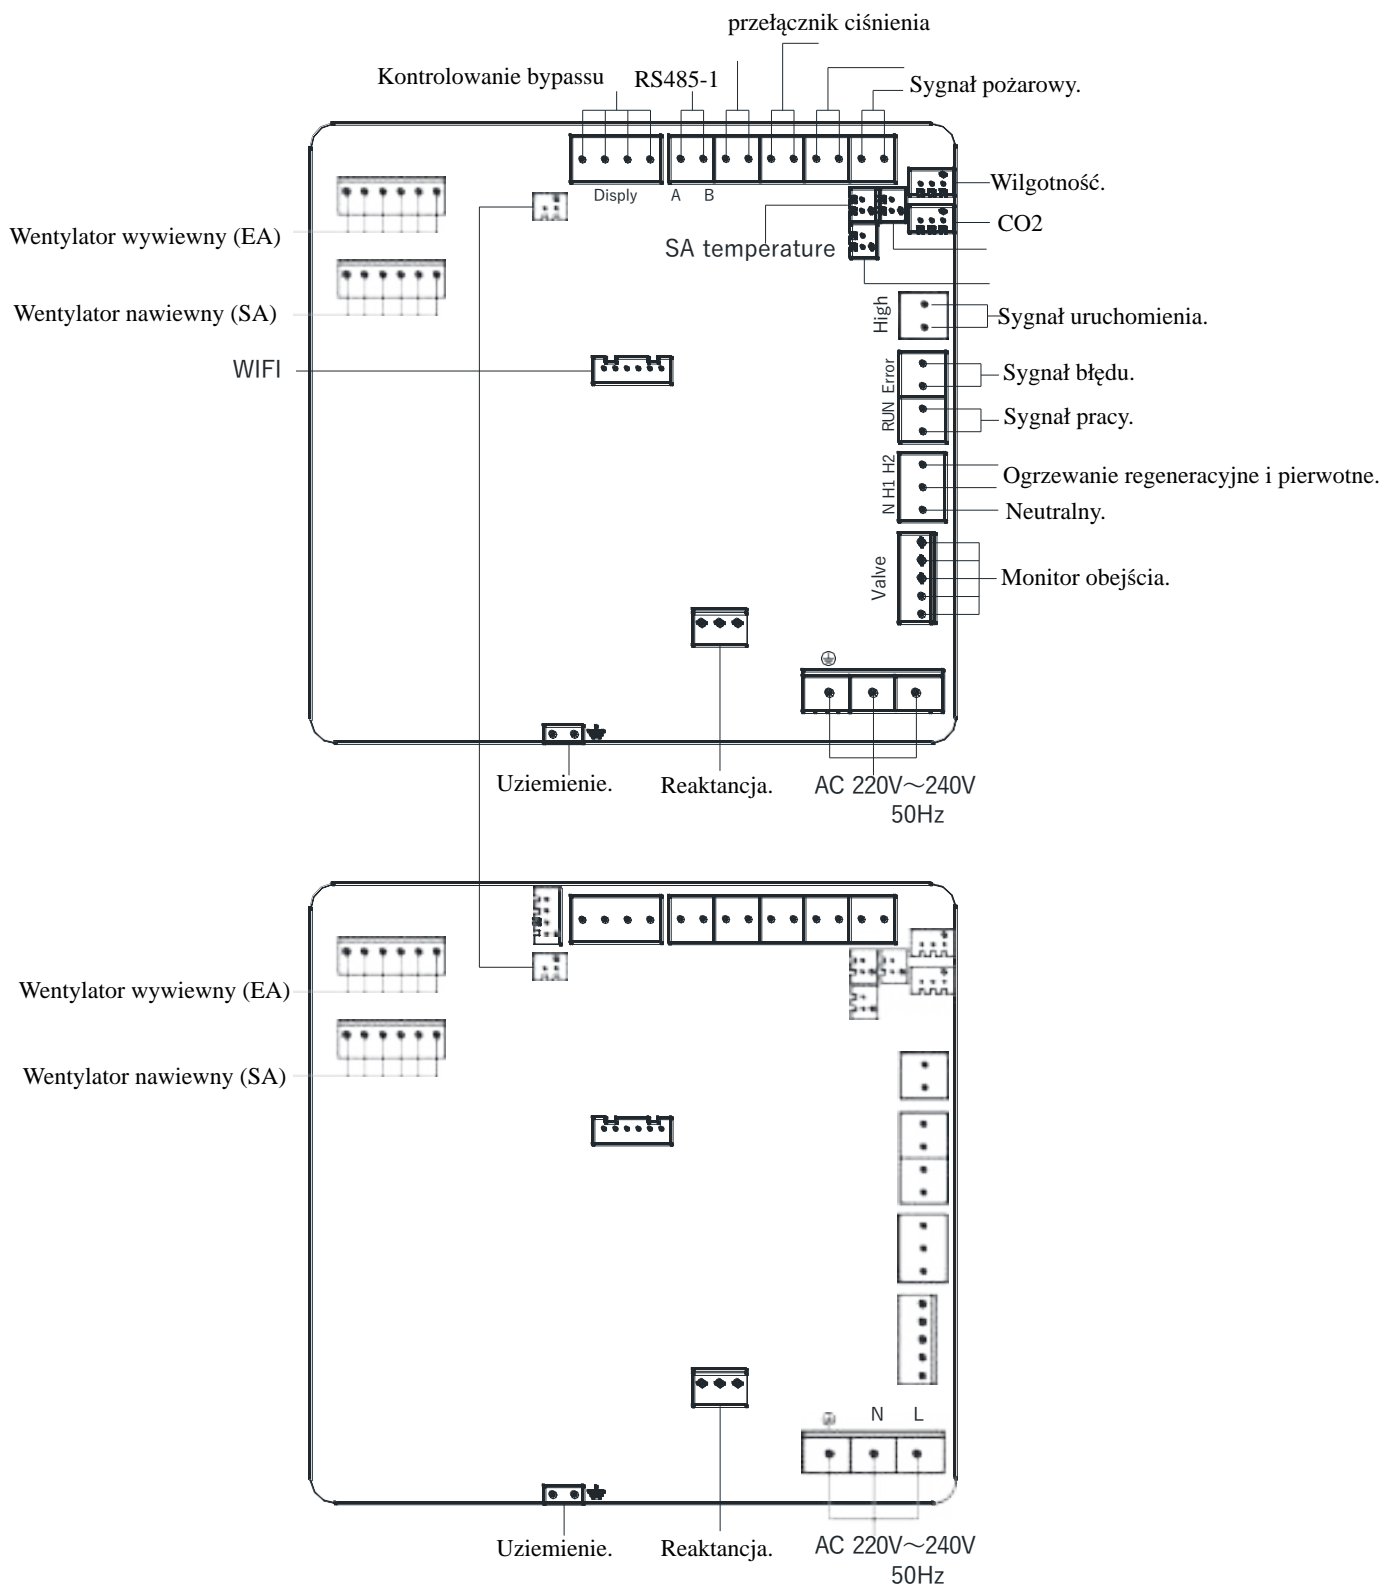 przełącznik ciśnienia
Kontrolowanie bypassu
RS485-1
Sygnał pożarowy.
Disply
A B
Wilgotność.
CO2
Wentylator wywiewny (EA)
SA temperature
Wentylator nawiewny (SA)
High
Sygnał uruchomienia.
WIFI
Error
Sygnał błędu.
RUN
Sygnał pracy.
N H1 H2
Ogrzewanie regeneracyjne i pierwotne.
Neutralny.
Valve
Monitor obejścia.
Uziemienie.
Reaktancja.
AC 220V～240V
50Hz
Wentylator wywiewny (EA)
Wentylator nawiewny (SA)
N L
Uziemienie.
Reaktancja.
AC 220V～240V
50Hz